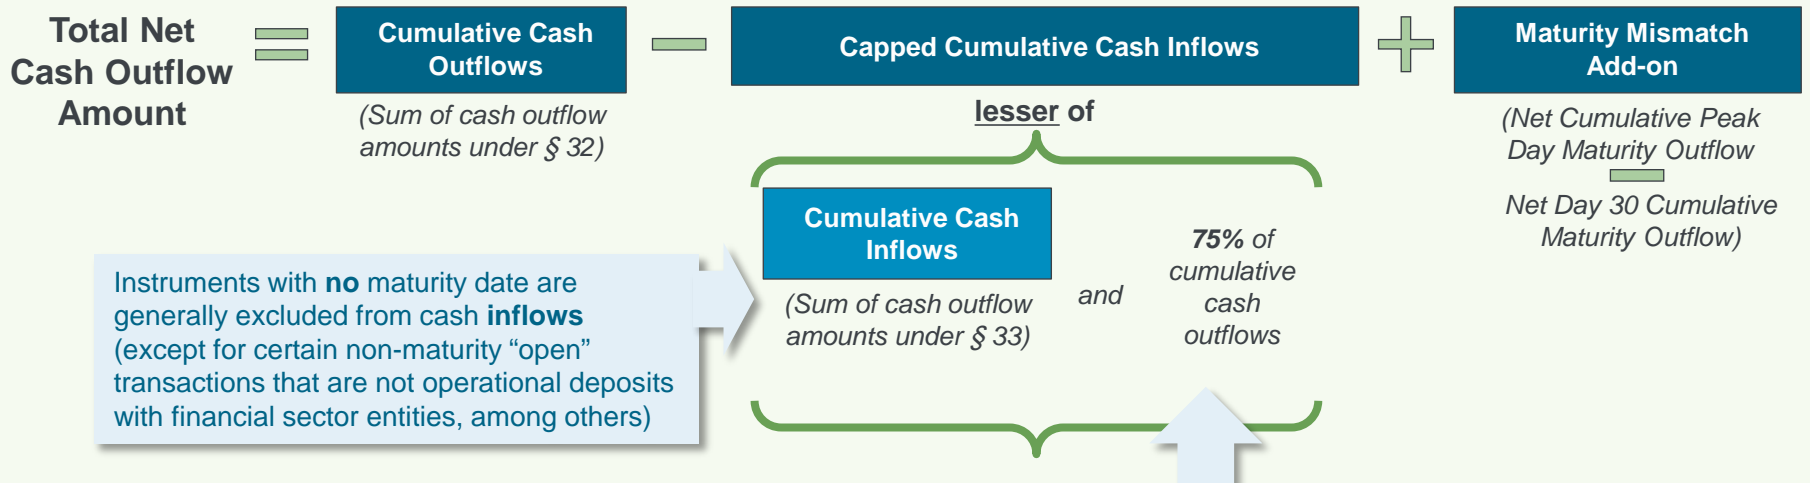 Total Net
Cash Outflow
Amount
Cumulative Cash
Outflows
(Sum of cash outflow
amounts under § 32)
Capped Cumulative Cash Inflows
lesser of
Cumulative Cash
Inflows
(Sum of cash outflow
amounts under § 33)
and
75% of
cumulative
cash
outflows
Maturity Mismatch
Add-on
(Net Cumulative Peak
Day Maturity Outflow
Net Day 30 Cumulative
Maturity Outflow)
Instruments with no maturity date are
generally excluded from cash inflows
(except for certain non-maturity “open”
transactions that are not operational deposits
with financial sector entities, among others)